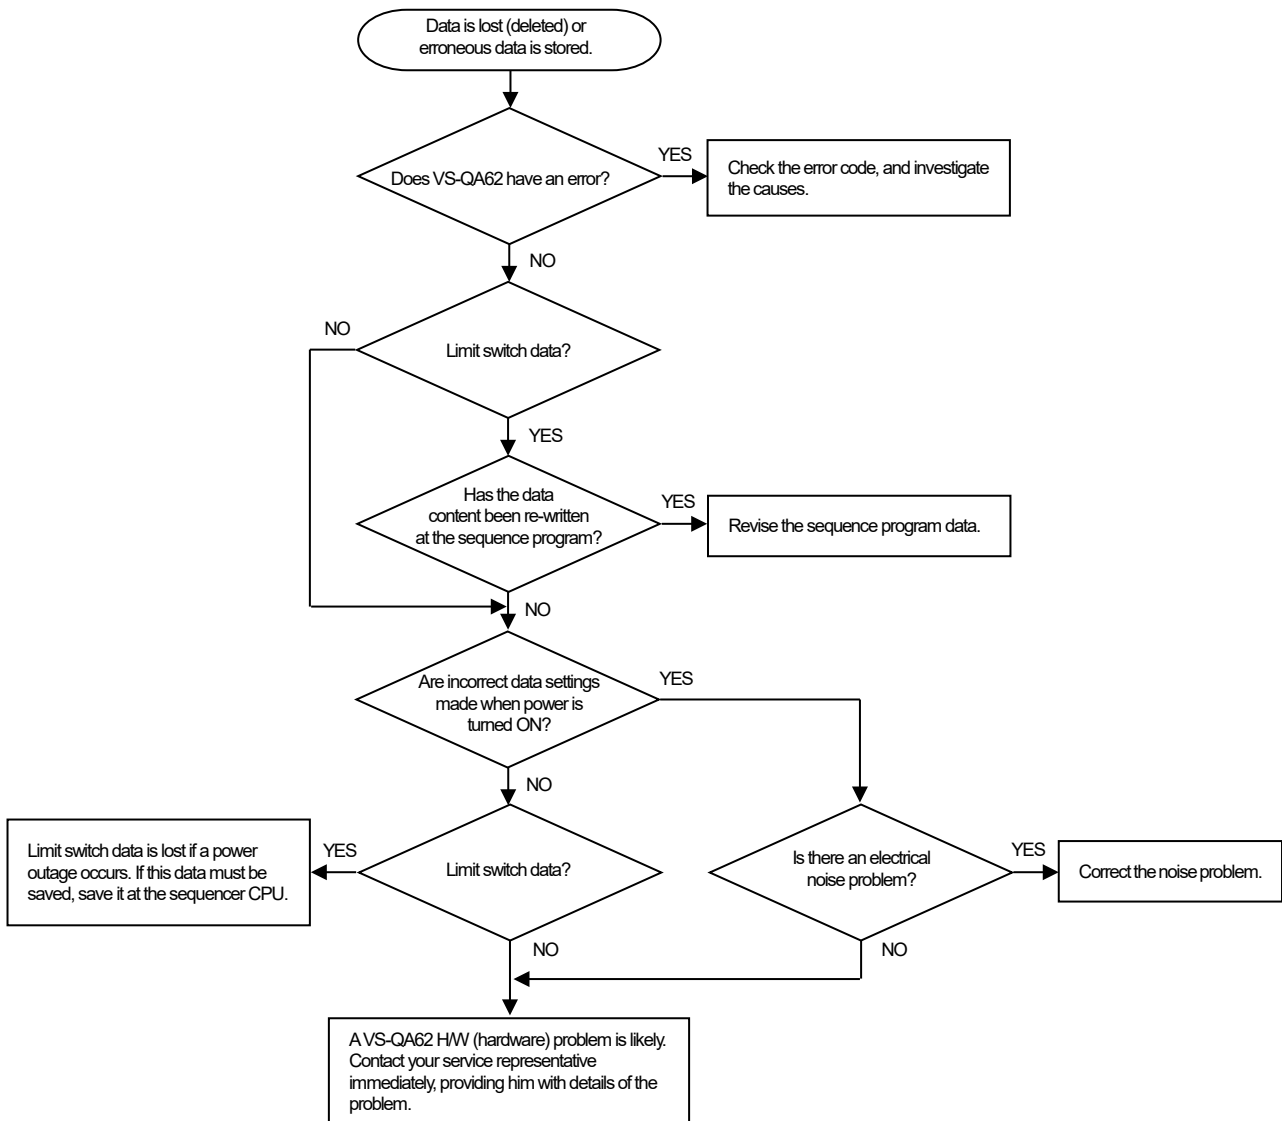 Data is lost (deleted) or
erroneous data is stored.
YES
Does VS-QA62 have an error?
Check the error code, and investigate
the causes.
NO
NO
Limit switch data?
YES
Has the data
content been re-written
at the sequence program?
YES
Revise the sequence program data.
NO
Are incorrect data settings
made when power is
turned ON?
YES
NO
Limit switch data is lost if a power
outage occurs. If this data must be
saved, save it at the sequencer CPU.
YES
Limit switch data?
Is there an electrical
noise problem?
YES
Correct the noise problem.
NO
NO
A VS-QA62 H/W (hardware) problem is likely.
Contact your service representative
immediately, providing him with details of the
problem.